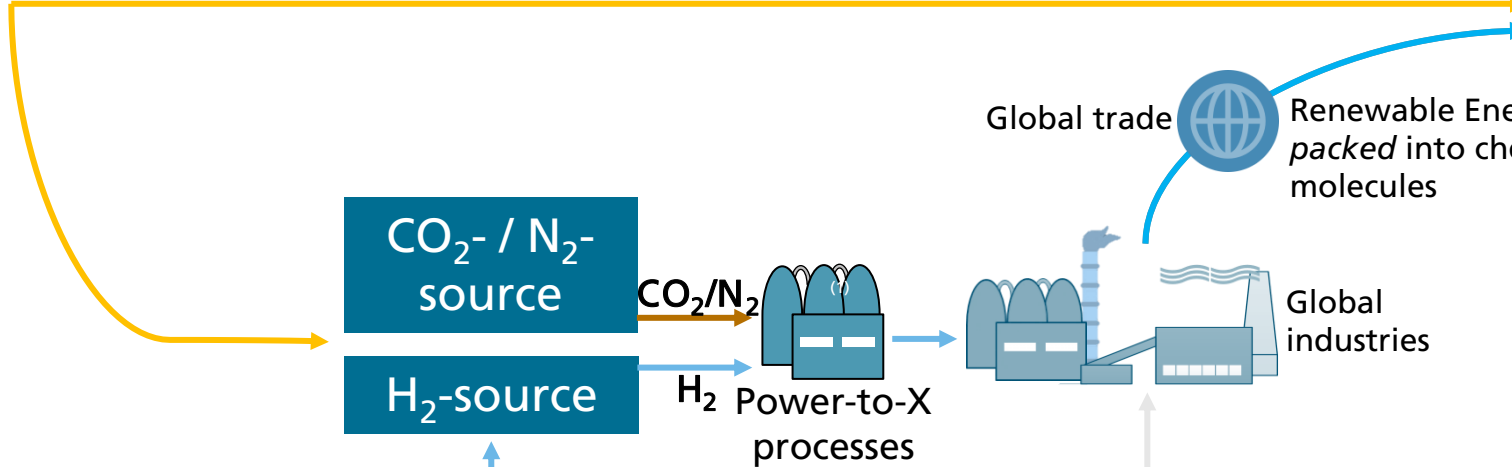 Global trade
Renewable Ene
packed into che
molecules
CO₂- / N₂-
source
CO₂/N₂
(1)
Global
industries
H₂-source
H₂
Power-to-X
processes